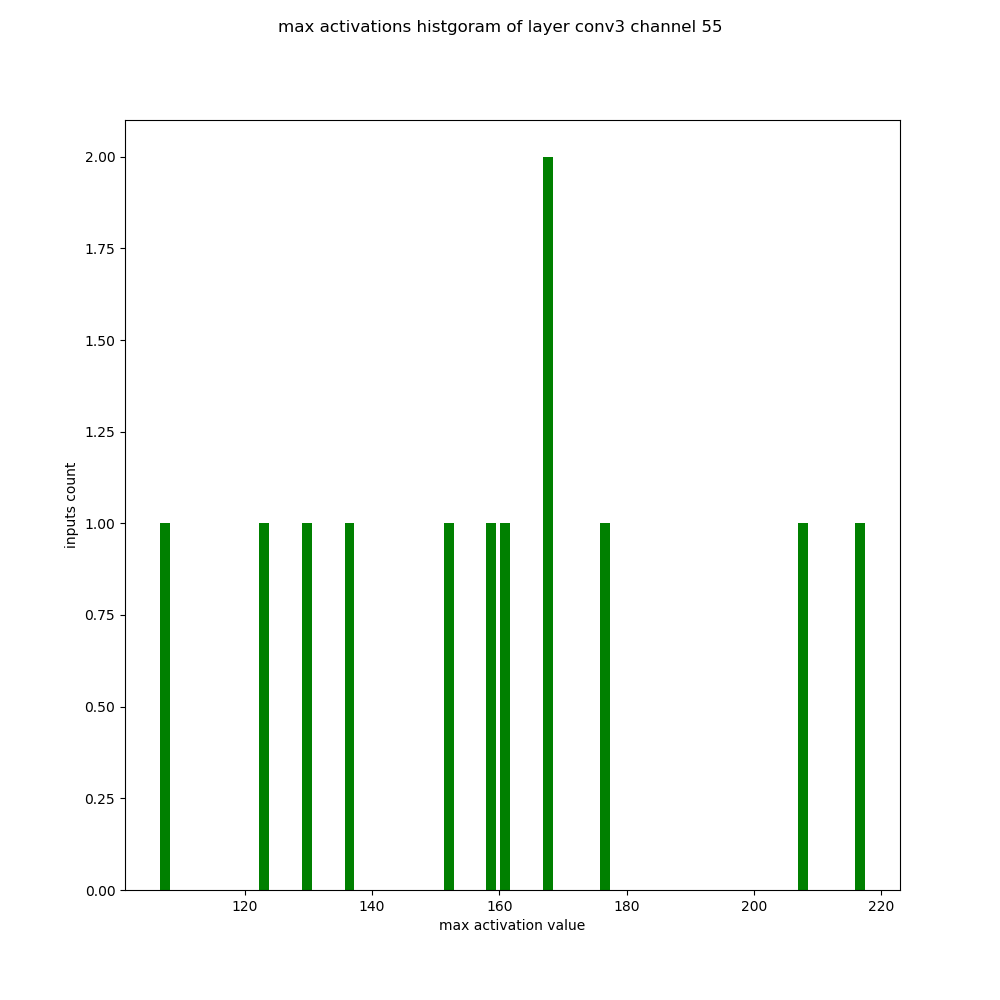 max activations histgoram of layer conv3 channel 55
2.00
1.75
1.50
1.25
1.00
0.75
0.50
0.25
0.00
inputs count
120 140 160 180 200 220
max activation value